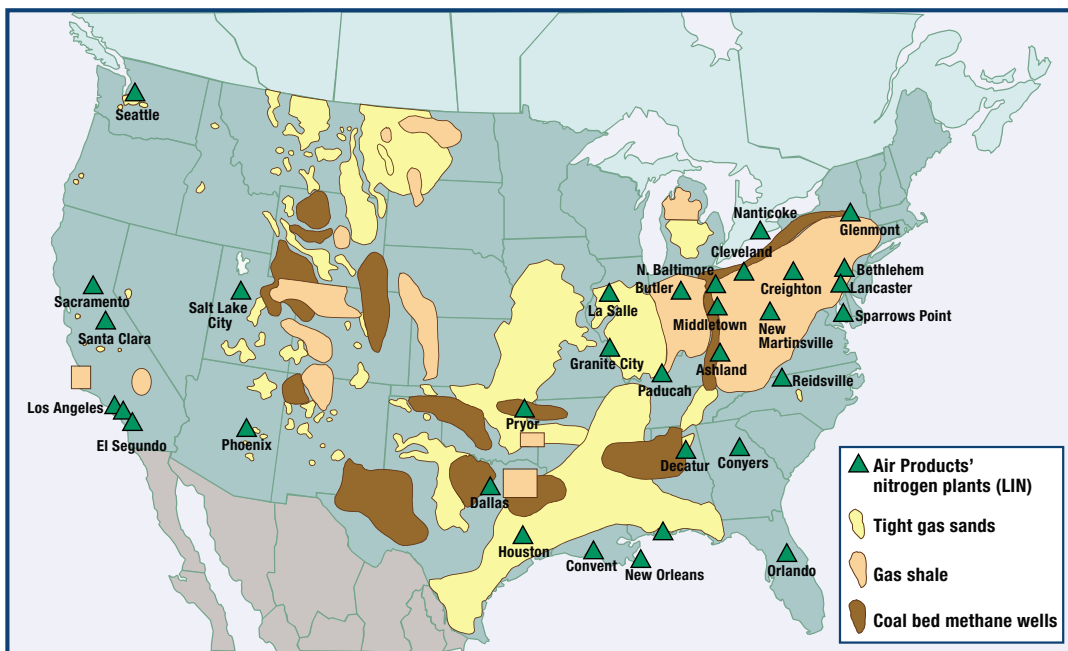 Seattle
Nanticoke
Glenmont
Cleveland
N. Baltimore
Bethlehem
Butler
Creighton
Lancaster
Sacramento
Salt Lake
City
La Salle
Sparrows Point
Middletown
New
Martinsville
Santa Clara
Granite City
Ashland
Paducah
Reidsville
Los Angeles
Pryor
El Segundo
Phoenix
Decatur
Conyers
Dallas
Houston
Convent
New Orleans
Orlando
Air Products'
nitrogen plants (LIN)
Tight gas sands
Gas shale
Coal bed methane wells